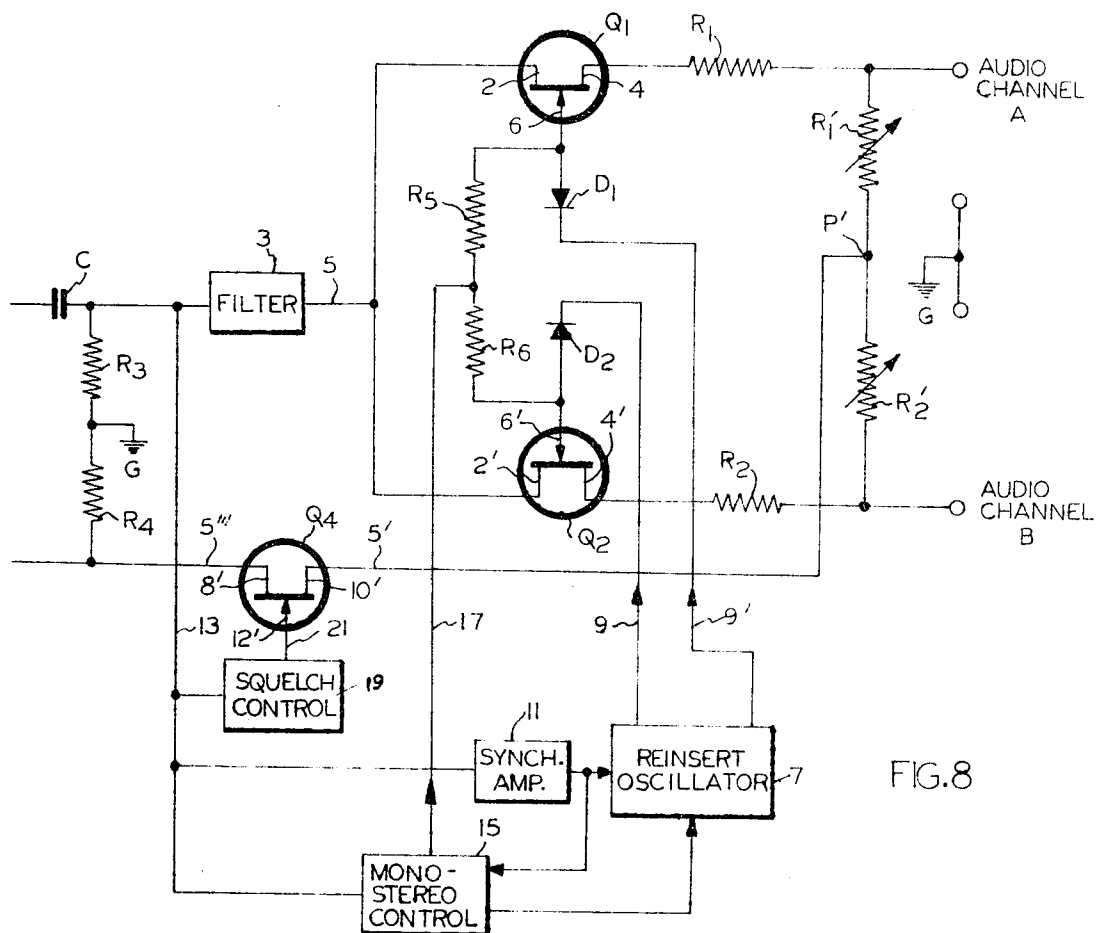 Q1
R1
2
4
AUDIO
CHANNEL
A
6
R1'
R5
D1
3
C
5
P'
FILTER
G
R6
D2
R3
R2'
6'
4'
G
2'
R2
R4
5'''
Q4
5'
Q2
AUDIO
CHANNEL
B
8'
10'
13
12'
21
17
9
9'
SQUELCH
CONTROL
19
11
SYNCH.
AMP.
REINSERT
OSCILLATOR
7
FIG.8
15
MONO-
STEREO
CONTROL